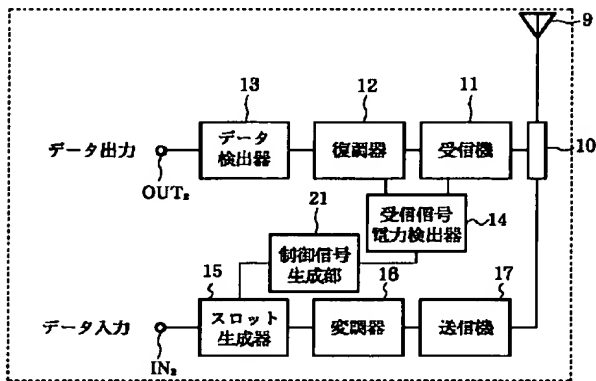 9
13
12
11
データ出力
データ
検出器
復調器
受信機
10
OUT₂
21
受信信号
電力検出器
14
制御信号
生成部
15
16
17
データ入力
スロット
生成器
変調器
送信機
IN₂